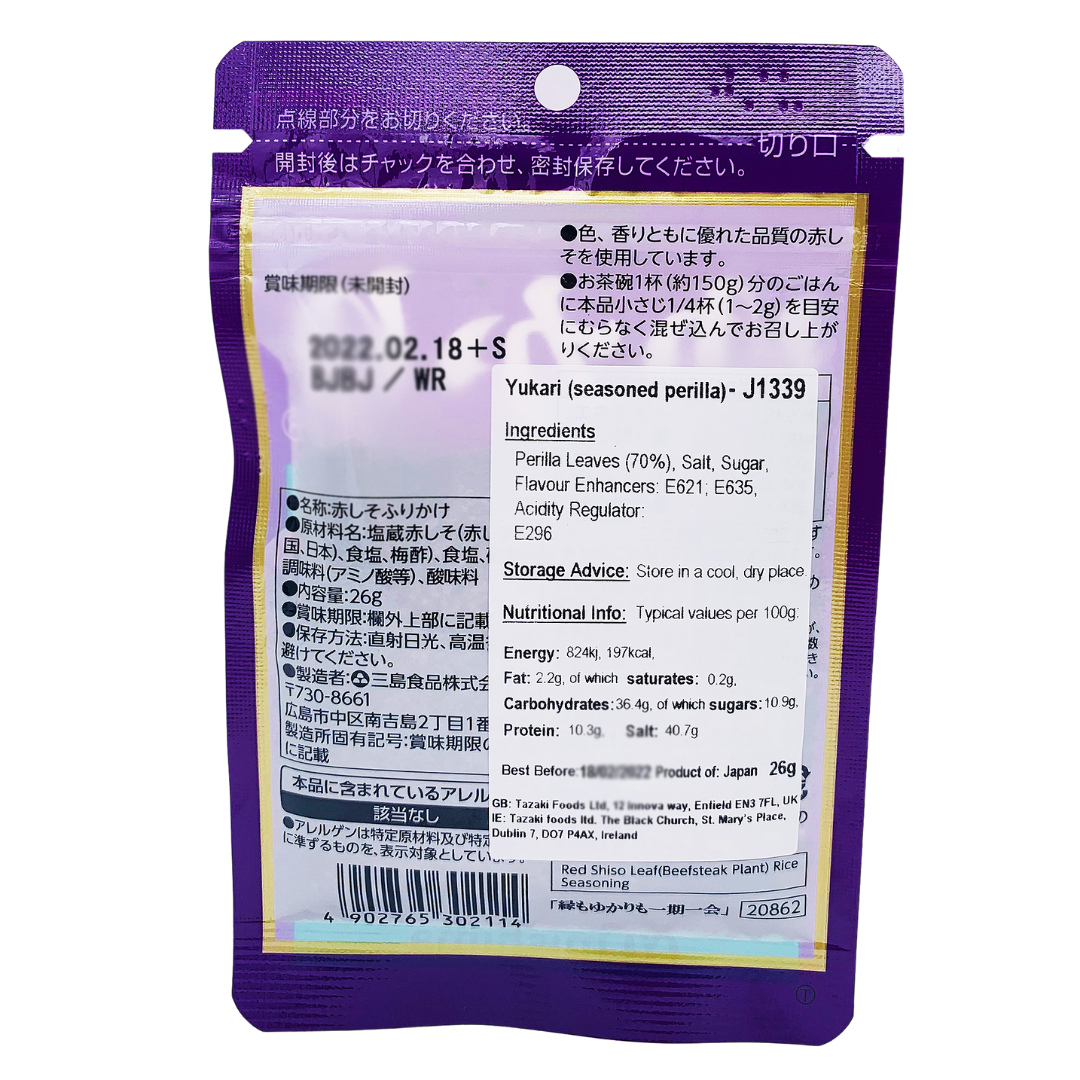 点線部分をお切りください。
切り口
開封後はチャックを合わせ、密封保存してください。
●色、香りともに優れた品質の赤し
そを使用しています。
●お茶碗1杯(約150g)分のごはん
に本品小さじ1/4杯(1〜2g)を目安
にむらなく混ぜ込んでお召し上が
りください。
賞味期限(未開封)
2022.02.18+S
BJBJ / WR
Yukari (seasoned perilla)- J1339
Ingredients
Perilla Leaves (70%), Salt, Sugar,
Flavour Enhancers: E621; E635,
Acidity Regulator:
E296
Storage Advice: Store in a cool, dry place.
Nutritional Info: Typical values per 100g:
Energy: 824kj, 197kcal,
Fat: 2.2g, of which saturates: 0.2g,
Carbohydrates: 36.4g, of which sugars: 10.9g,
Protein: 10.3g, Salt: 40.7g
Best Before: 18/02/2022 Product of: Japan 26g
GB: Tazaki Foods Ltd, 12 innova way, Enfield EN3 7FL, UK
IE: Tazaki foods ltd. The Black Church, St. Mary's Place,
Dublin 7, DO7 P4AX, Ireland
●名称:赤しそふりかけ
●原材料名:塩蔵赤しそ(赤し
国、日本)、食塩、梅酢)、食塩、
調味料(アミノ酸等)、酸味料
●内容量:26g
●賞味期限:欄外上部に記載
●保存方法:直射日光、高温
避けてください。
●製造者:三島食品株式会
〒730-8661
広島市中区南吉島2丁目1番
製造所固有記号:賞味期限の
に記載
本品に含まれているアレル
該当なし
●アレルゲンは特定原材料及び特定
に準ずるものを、表示対象としています。
4 902765 302114
Red Shiso Leaf(Beefsteak Plant) Rice
Seasoning
「縁もゆかりも一期一会」 20862
T